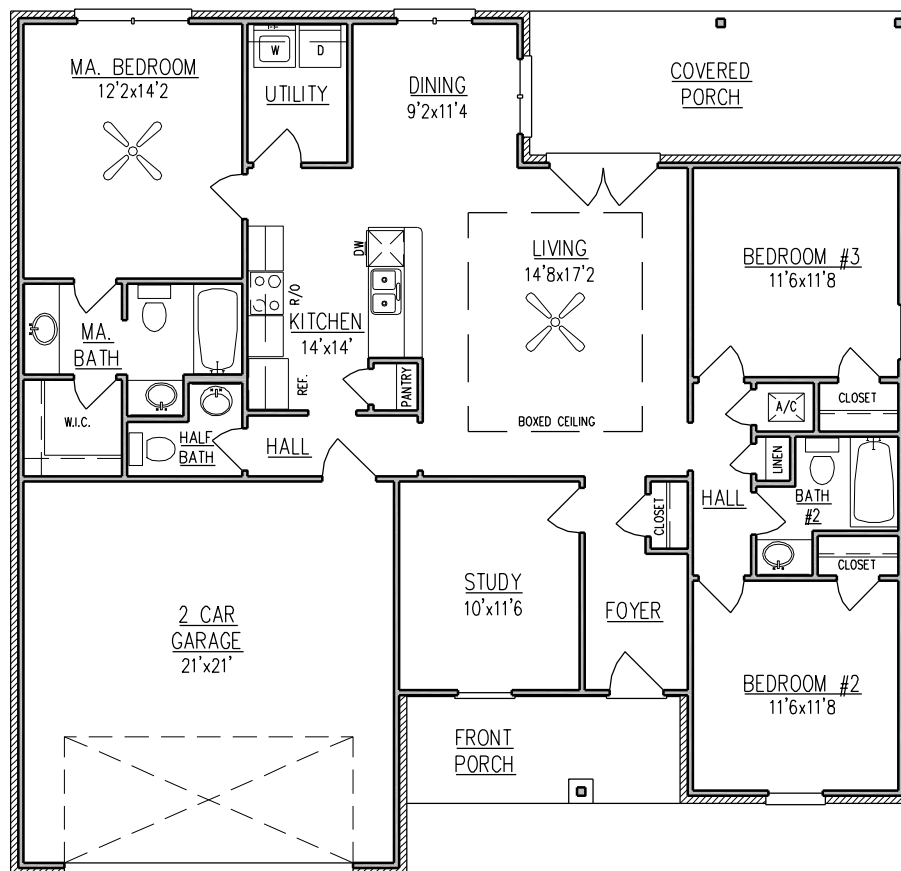 MA. BEDROOM
12'2x14'2
W
D
UTILITY
DINING
9'2x11'4
COVERED
PORCH
DW
R/O
KITCHEN
14'x14'
REF.
PANTRY
LIVING
14'8x17'2
BOXED CEILING
BEDROOM #3
11'6x11'8
MA.
BATH
W.I.C.
HALF
BATH
HALL
A/C
CLOSET
LINEN
HALL
BATH
#2
CLOSET
CLOSET
STUDY
10'x11'6
FOYER
2 CAR
GARAGE
21'x21'
BEDROOM #2
11'6x11'8
FRONT
PORCH